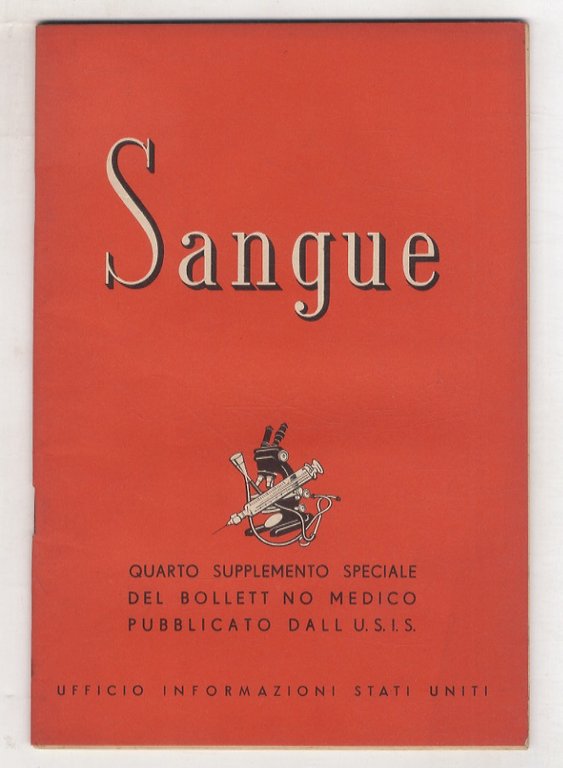 Sangue
QUARTO SUPPLEMENTO SPECIALE
DEL BOLLETT NO MEDICO
PUBBLICATO DALL U.S.I.S.
UFFICIO INFORMAZIONI STATI UNITI